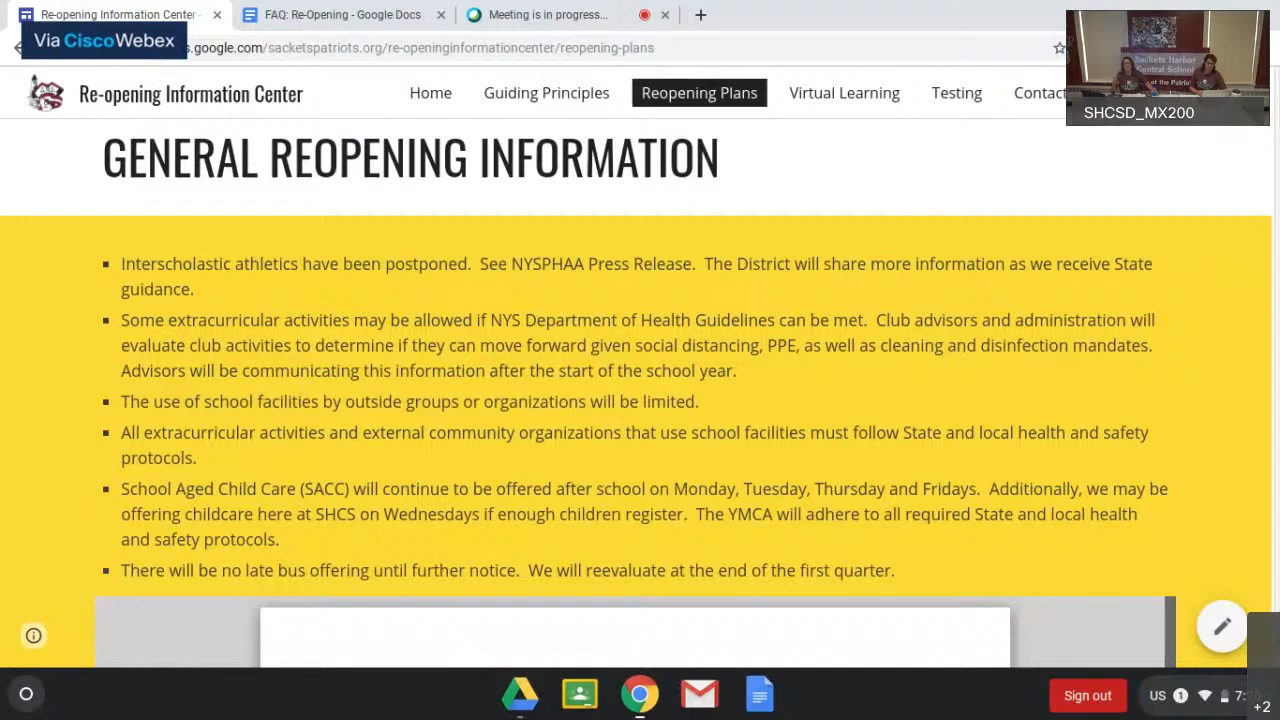 Re-opening Information Center -
FAQ: Re-Opening - Google Docs
Meeting is in progress...
Via CiscoWebex
s.google.com/sacketspatriots.org/re-openinginformationcenter/reopening-plans
Sackets Harbor
Central School
of the Patrio
SHCSD_MX200
Re-opening Information Center
Home
Guiding Principles
Reopening Plans
Virtual Learning
Testing
Contact
GENERAL REOPENING INFORMATION
▪ Interscholastic athletics have been postponed. See NYSPHAA Press Release. The District will share more information as we receive State
guidance.
▪ Some extracurricular activities may be allowed if NYS Department of Health Guidelines can be met. Club advisors and administration will
evaluate club activities to determine if they can move forward given social distancing, PPE, as well as cleaning and disinfection mandates.
Advisors will be communicating this information after the start of the school year.
▪ The use of school facilities by outside groups or organizations will be limited.
▪ All extracurricular activities and external community organizations that use school facilities must follow State and local health and safety
protocols.
▪ School Aged Child Care (SACC) will continue to be offered after school on Monday, Tuesday, Thursday and Fridays. Additionally, we may be
offering childcare here at SHCS on Wednesdays if enough children register. The YMCA will adhere to all required State and local health
and safety protocols.
▪ There will be no late bus offering until further notice. We will reevaluate at the end of the first quarter.
Sign out
US
1
+2